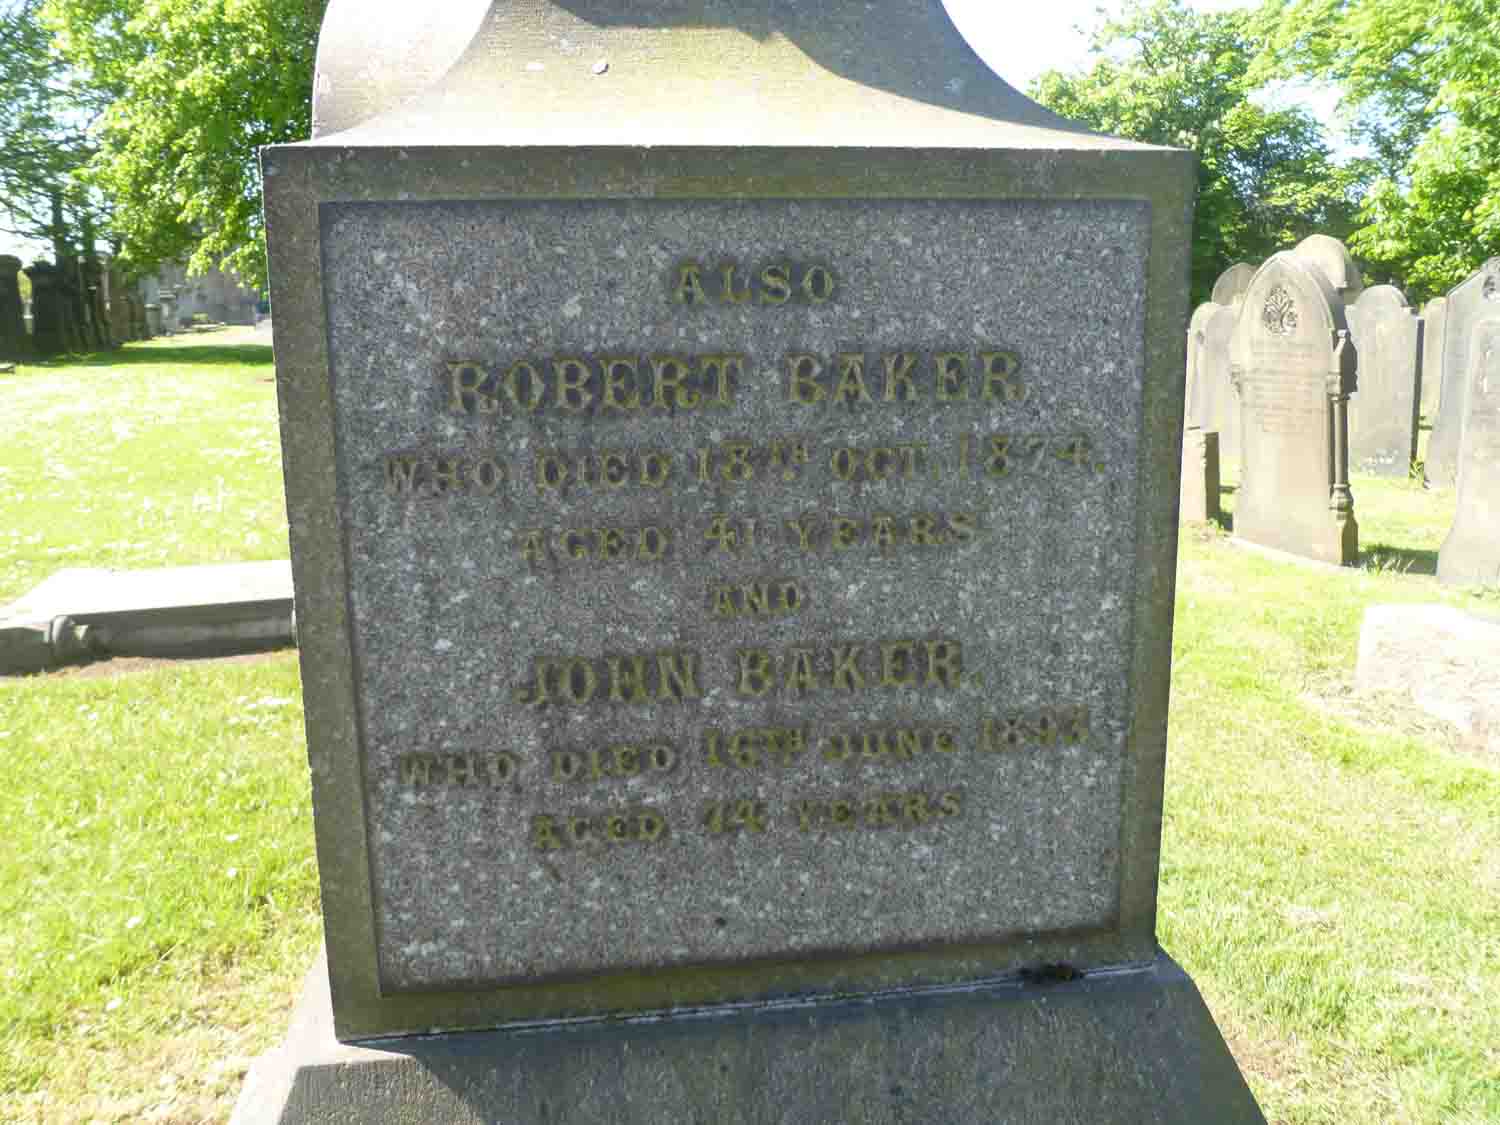 ALSO
ROBERT BAKER
WHO DIED 13TH OCT. 1874.
AGED 41 YEARS
AND
JOHN BAKER.
WHO DIED 16TH JUNE
AGED 44 YEARS